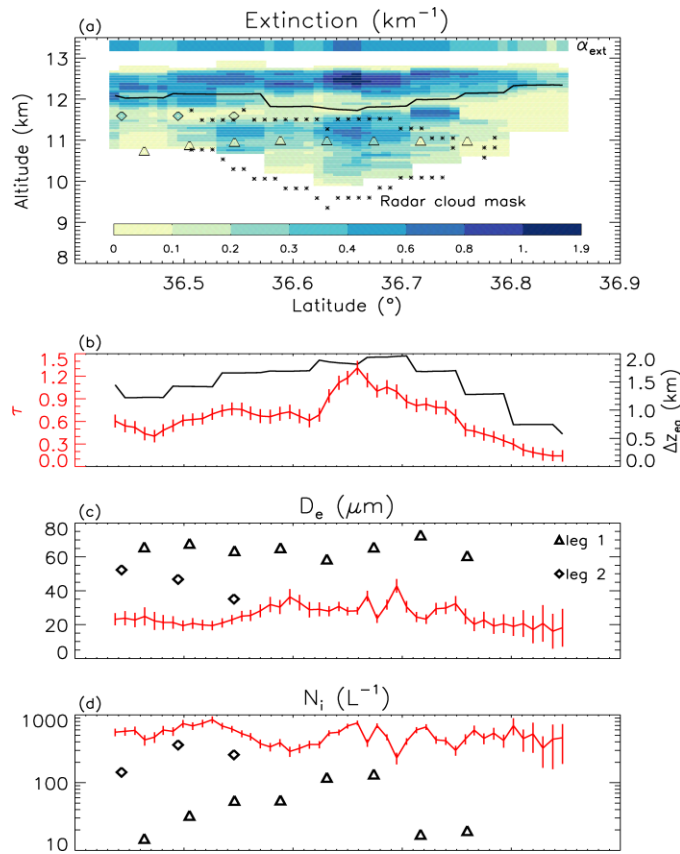 (a) Extinction (km⁻¹)
α_ext
13
12
11
10
9
8
Altitude (km)
Radar cloud mask
0 0.1 0.2 0.3 0.4 0.6 0.8 1. 1.9
36.5 36.6 36.7 36.8 36.9
Latitude (°)
(b)
1.5
1.2
0.9
0.6
0.3
0.0
τ
2.0
1.5
1.0
0.5
0.0
Δz_eq (km)
(c) D_e (μm)
80
60
40
20
0
leg 1
leg 2
(d) N_i (L⁻¹)
1000
100
10